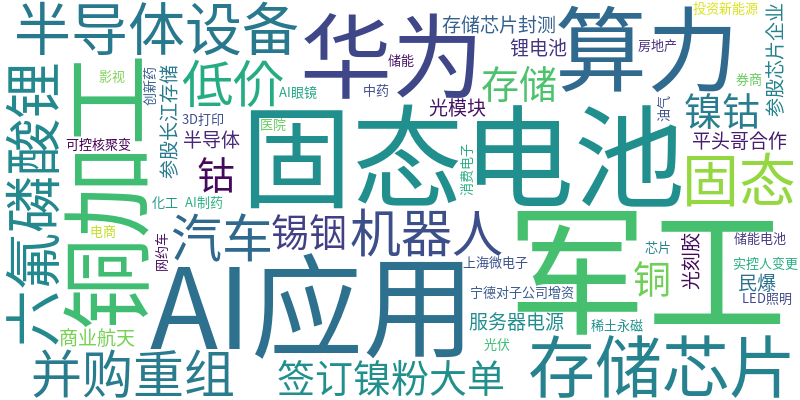 半导体设备
华为
存储芯片封测
算力
投资新能源
参股芯片企业
影视
创新药
参股长江存储
低价
储能
锂电池
房地产
AI眼镜
中药
存储
券商
六氟磷酸锂
铜加工
光模块
油气
镍钴
3D打印
半导体
医院
固态电池
可控核聚变
平头哥合作
钴
消费电子
固态
化工
AI制药
军工
电商
网约车
汽车
锡铟
机器人
芯片
光刻胶
储能电池
AI应用
上海微电子
铜
实控人变更
宁德对子公司增资
民爆
LED照明
商业航天
服务器电源
稀土永磁
光伏
并购重组
签订镍粉大单
存储芯片